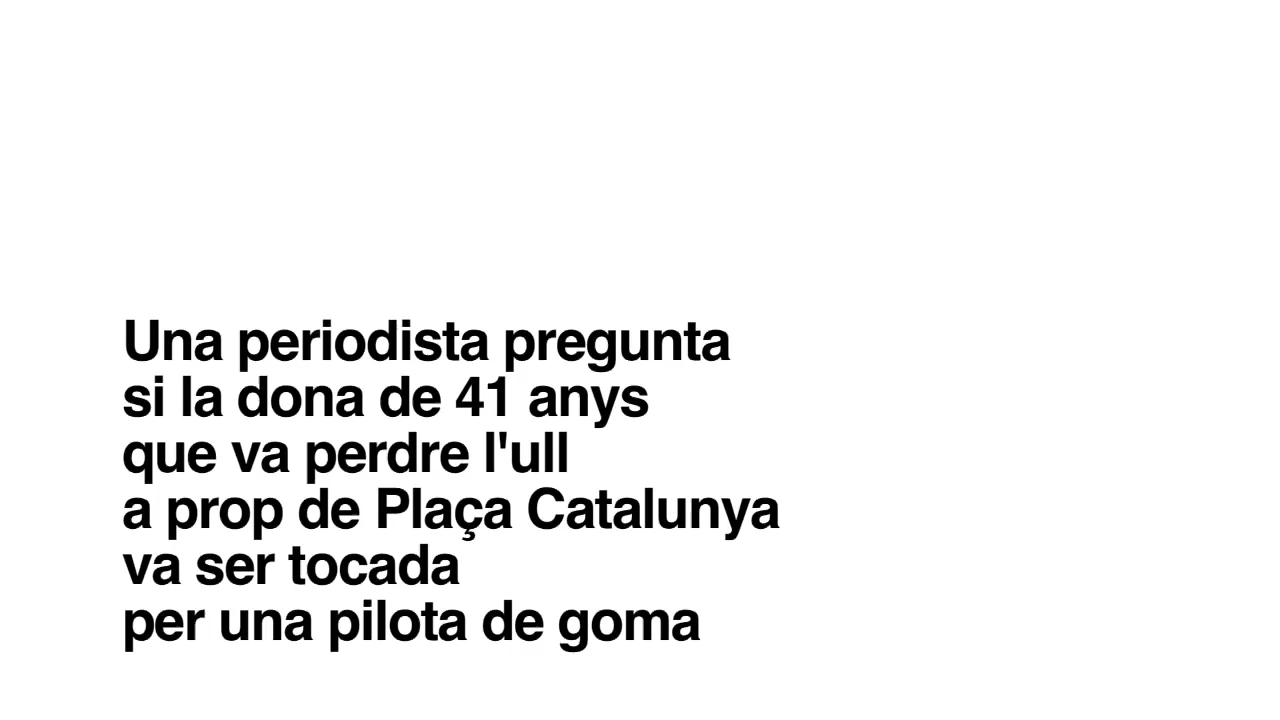 Una periodista pregunta
si la dona de 41 anys
que va perdre l'ull
a prop de Plaça Catalunya
va ser tocada
per una pilota de goma